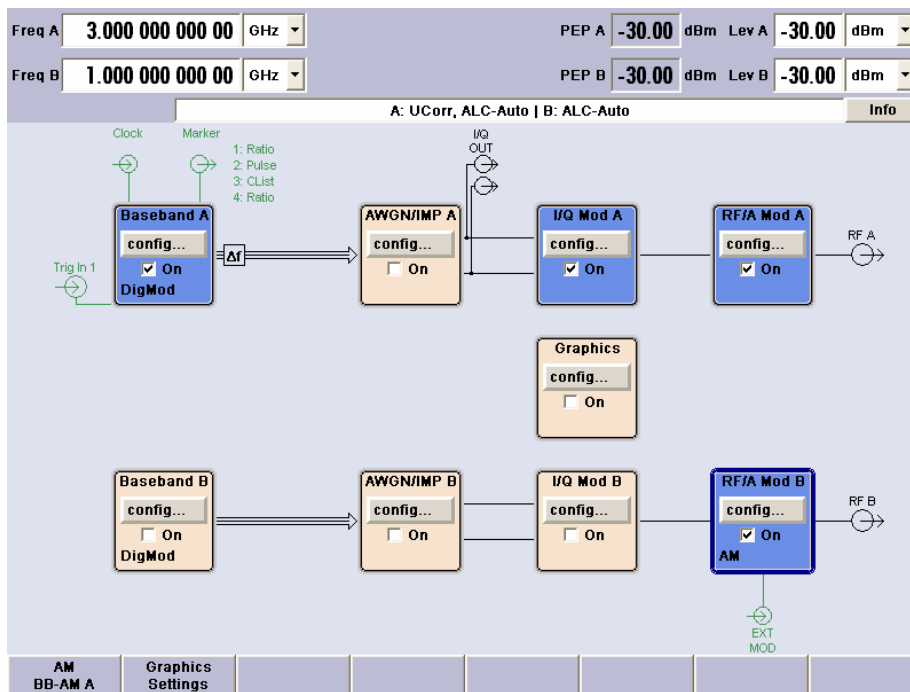 Freq A 3.000 000 000 00 GHz PEP A -30.00 dBm Lev A -30.00 dBm
Freq B 1.000 000 000 00 GHz PEP B -30.00 dBm Lev B -30.00 dBm
A: UCorr, ALC-Auto | B: ALC-Auto Info
Clock Marker
1: Ratio
2: Pulse
3: CList
4: Ratio
I/Q
OUT
Trig In 1
Baseband A
config...
On
DigMod
Δf
AWGN/IMP A
config...
On
I/Q Mod A
config...
On
RF/A Mod A
config...
On
RF A
Graphics
config...
On
Baseband B
config...
On
DigMod
AWGN/IMP B
config...
On
I/Q Mod B
config...
On
RF/A Mod B
config...
On
AM
RF B
EXT
MOD
AM
BB-AM A
Graphics
Settings